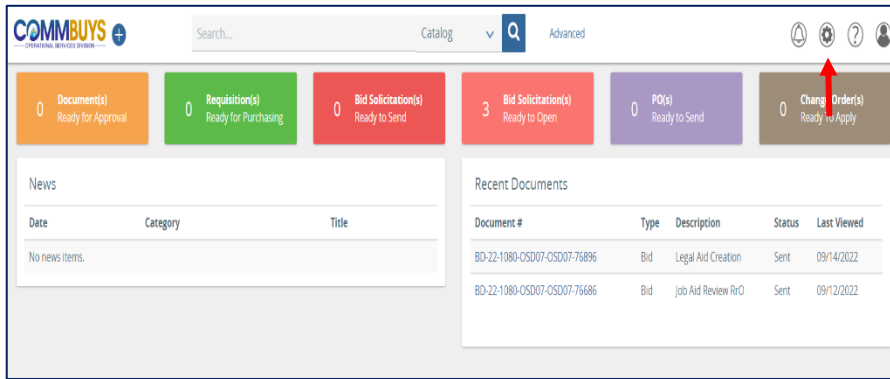 COMMBUYS
OPERATIONAL SERVICES DIVISION
Search... Catalog Advanced
0 Document(s) Ready for Approval
0 Requisition(s) Ready for Purchasing
0 Bid Solicitation(s) Ready to Send
3 Bid Solicitation(s) Ready to Open
0 PO(s) Ready to Send
0 Change Order(s) Ready To Apply
News
Date Category Title
No news items.
Recent Documents
Document # Type Description Status Last Viewed
BD-22-1080-OSD07-OSD07-76896 Bid Legal Aid Creation Sent 09/14/2022
BD-22-1080-OSD07-OSD07-76686 Bid Job Aid Review RrO Sent 09/12/2022